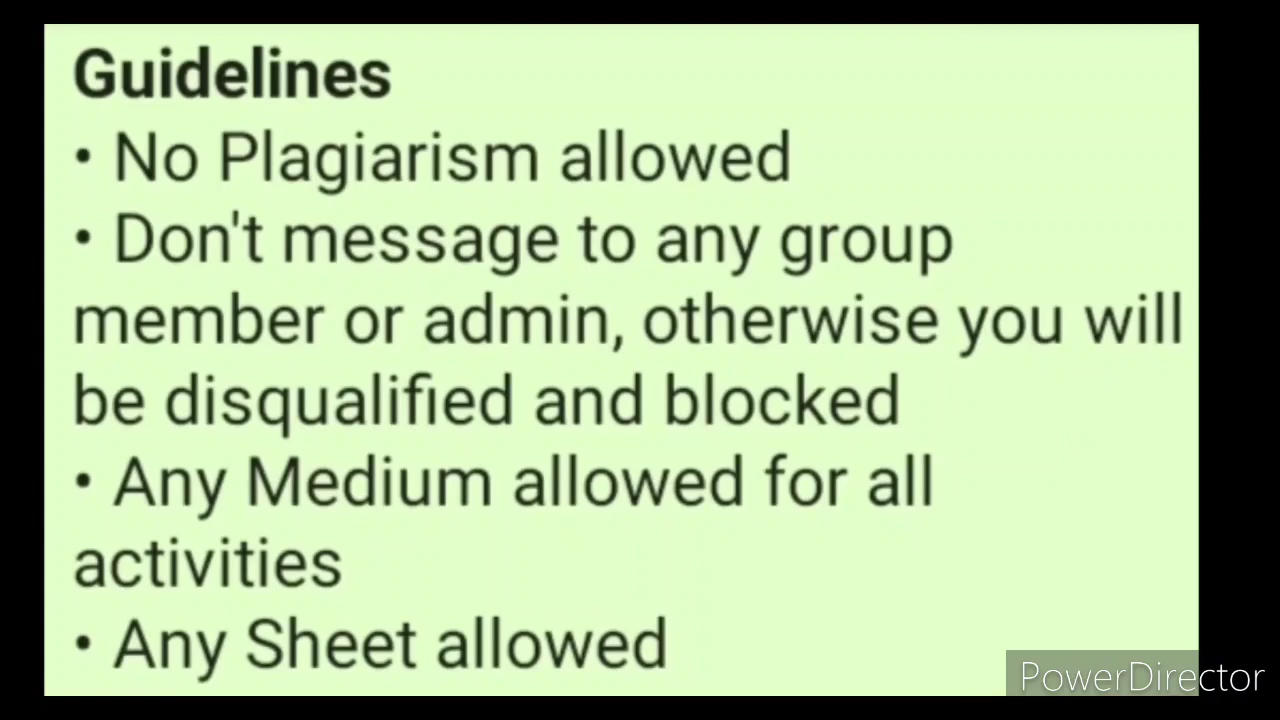 Guidelines
• No Plagiarism allowed
• Don't message to any group
member or admin, otherwise you will
be disqualified and blocked
• Any Medium allowed for all
activities
• Any Sheet allowed
PowerDirector